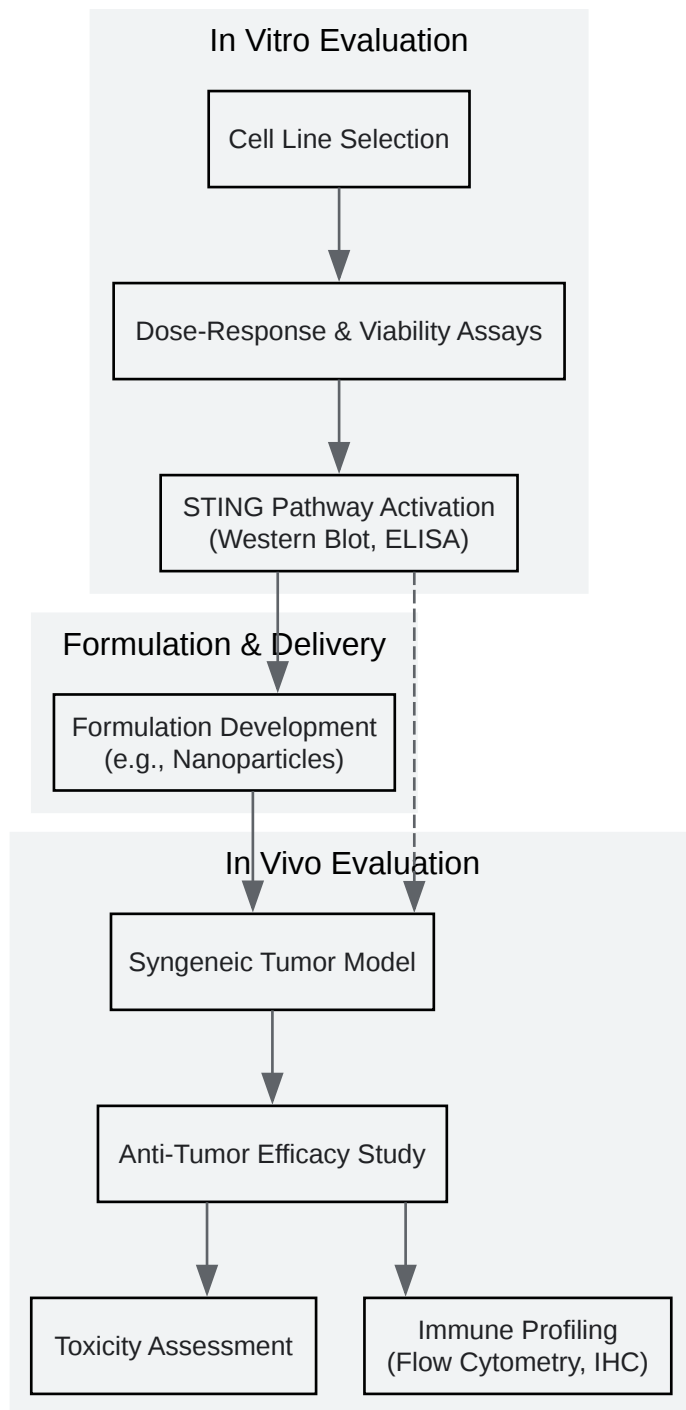 In Vitro Evaluation
Cell Line Selection
Dose-Response & Viability Assays
STING Pathway Activation
(Western Blot, ELISA)
Formulation & Delivery
Formulation Development
(e.g., Nanoparticles)
In Vivo Evaluation
Syngeneic Tumor Model
Anti-Tumor Efficacy Study
Toxicity Assessment
Immune Profiling
(Flow Cytometry, IHC)